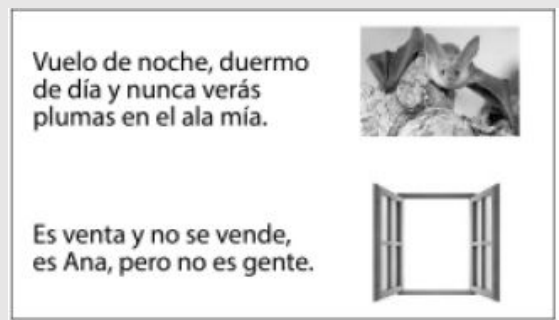 Vuelo de noche, duermo
de día y nunca verás
plumas en el ala mía.
Es venta y no se vende,
es Ana, pero no es gente.